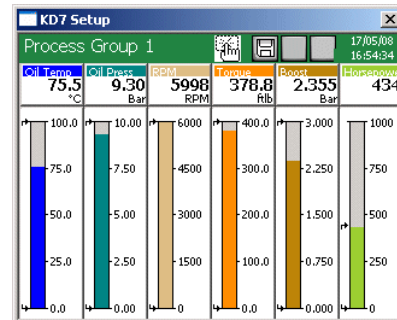 KD7 Setup
Process Group 1
17/05/08
16:54:34
Oil Temp Oil Press RPM Torque Boost Horsepowe
75.5 9.30 5998 378.8 2.355 434
°C Bar RPM ftlb Bar
100.0 10.00 6000 400.0 3.000 1000
75.0 7.50 4500 300.0 2.250 750
50.0 5.00 3000 200.0 1.500 500
25.0 2.50 1500 100.0 0.750 250
0.0 0.00 0 0.0 0.000 0